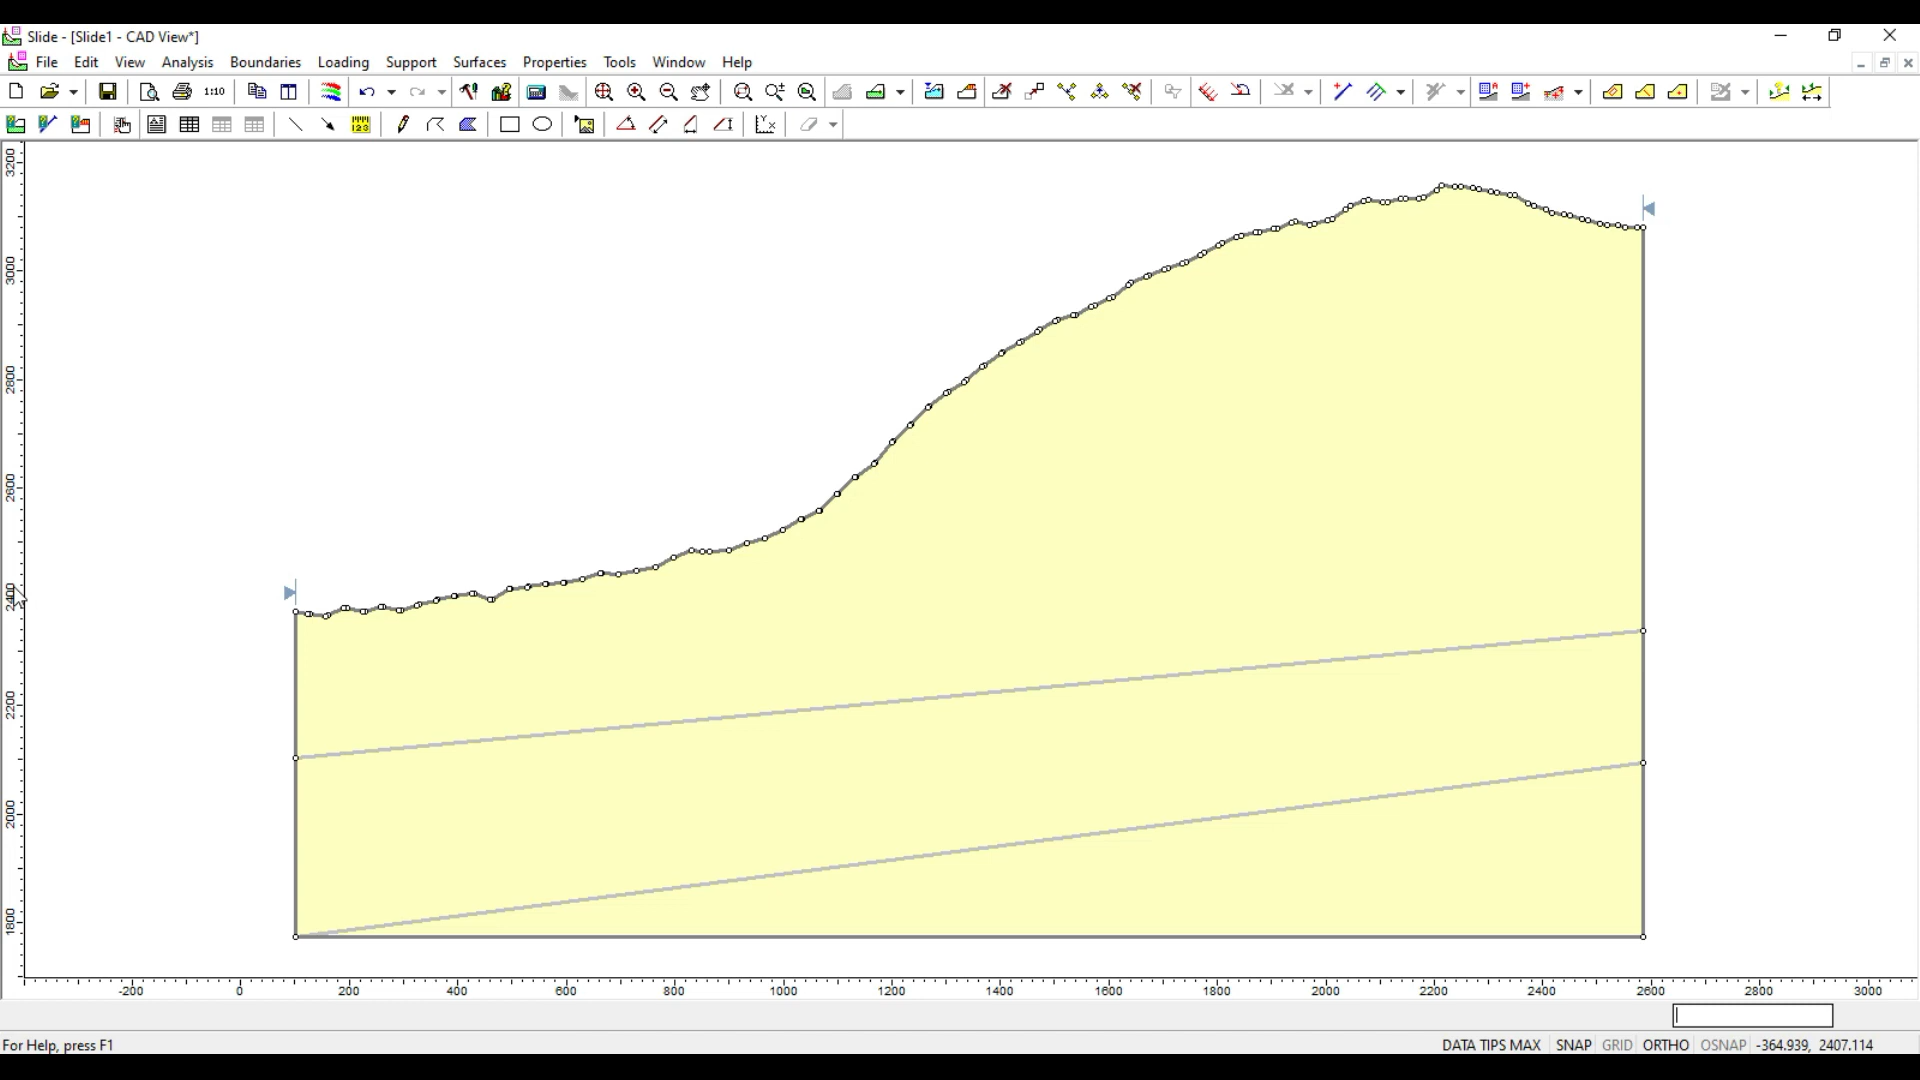 Slide - [Slide1 - CAD View*]
File Edit View Analysis Boundaries Loading Support Surfaces Properties Tools Window Help
1:10
123
3200
3000
2800
2600
2400
2200
2000
1800
-200 0 200 400 600 800 1000 1200 1400 1600 1800 2000 2200 2400 2600 2800 3000
For Help, press F1 DATA TIPS MAX SNAP GRID ORTHO OSNAP -364.939, 2407.114